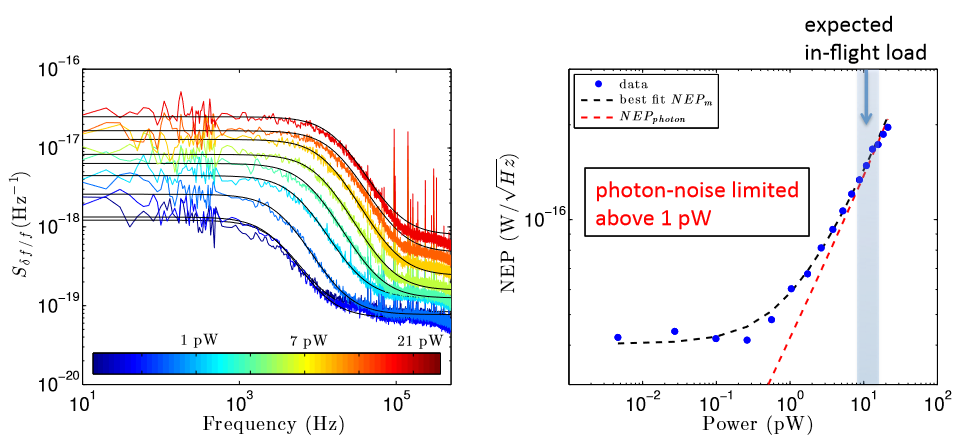 expected
in-flight load
10^-16
10^-17
10^-18
10^-19
10^-20
S_δf/f (Hz^-1)
1 pW 7 pW 21 pW
10^1 10^3 10^5
Frequency (Hz)
data
best fit NEP_m
NEP_photon
photon-noise limited
above 1 pW
NEP (W/√Hz)
10^-16
10^-2 10^-1 10^0 10^1 10^2
Power (pW)